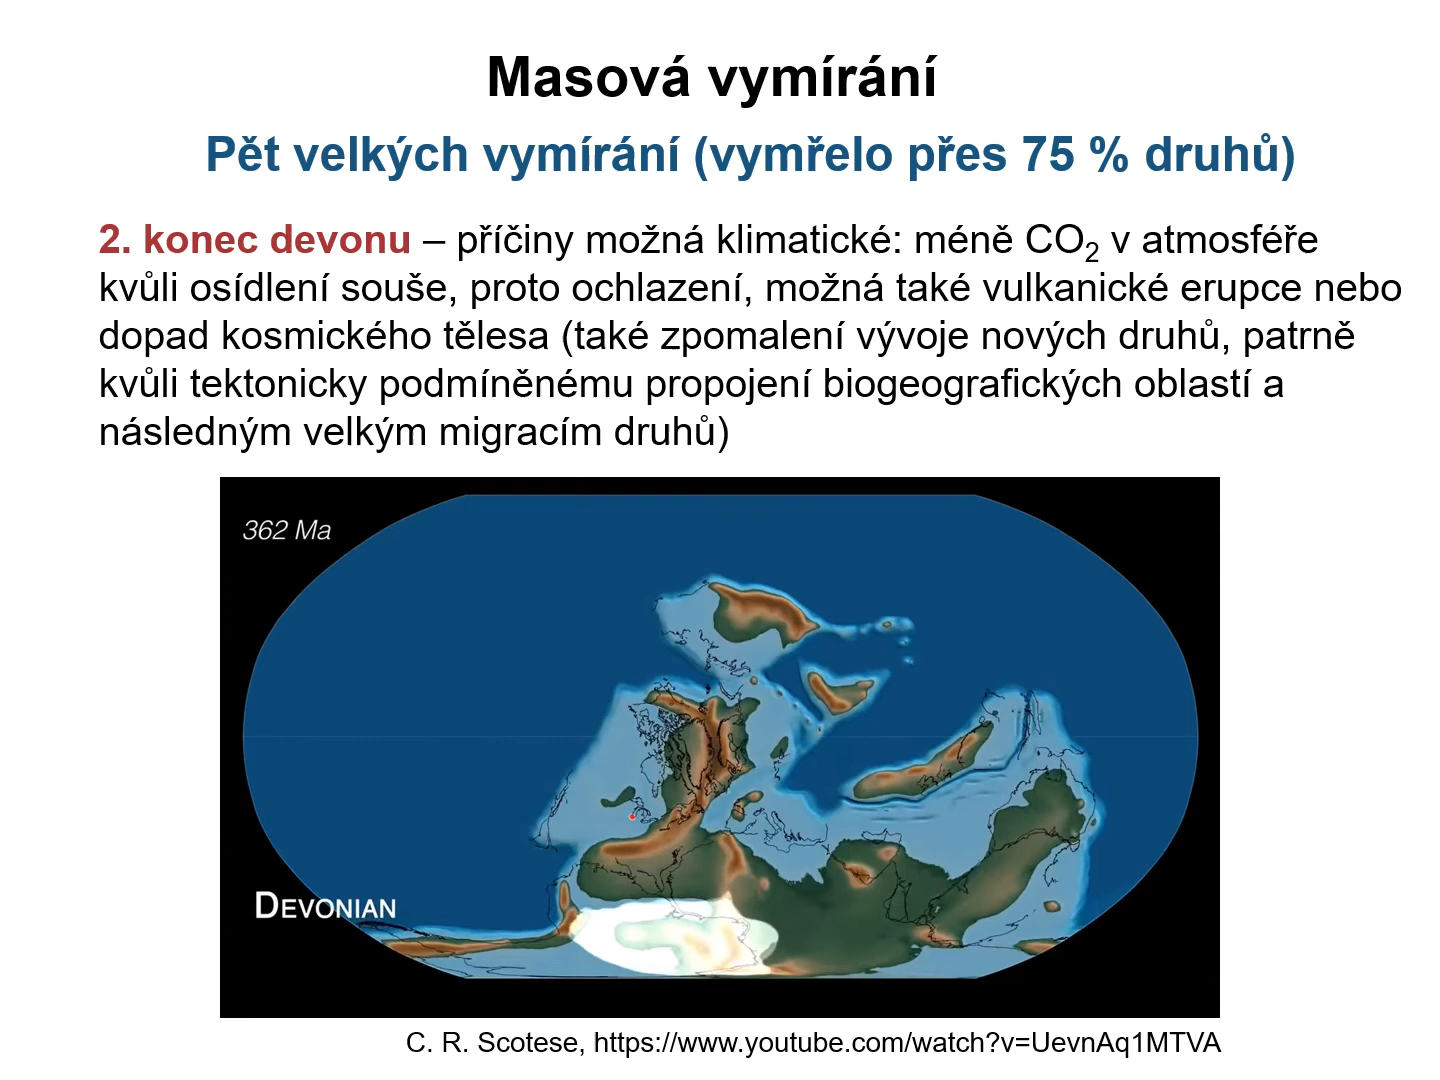 Masová vymírání
Pět velkých vymírání (vymřelo přes 75 % druhů)
2. konec devonu – příčiny možná klimatické: méně CO₂ v atmosféře
kvůli osídlení souše, proto ochlazení, možná také vulkanické erupce nebo
dopad kosmického tělesa (také zpomalení vývoje nových druhů, patrně
kvůli tektonicky podmíněnému propojení biogeografických oblastí a
následným velkým migracím druhů)
362 Ma
DEVONIAN
C. R. Scotese, https://www.youtube.com/watch?v=UevnAq1MTVA